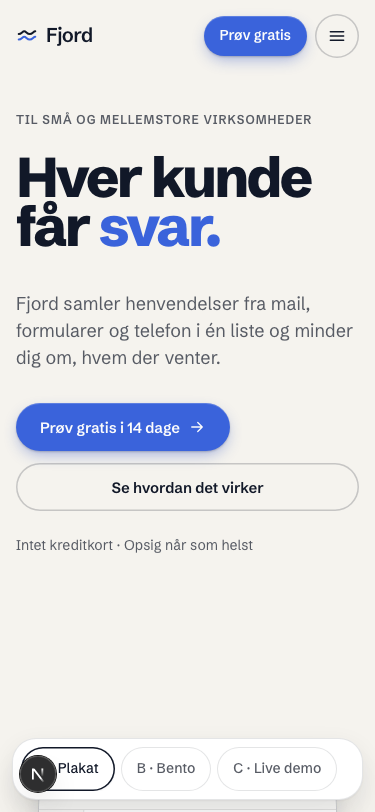 Fjord
Prøv gratis
TIL SMÅ OG MELLEMSTORE VIRKSOMHEDER
Hver kunde
får svar.
Fjord samler henvendelser fra mail,
formularer og telefon i én liste og minder
dig om, hvem der venter.
Prøv gratis i 14 dage →
Se hvordan det virker
Intet kreditkort · Opsig når som helst
N
Plakat
B · Bento
C · Live demo